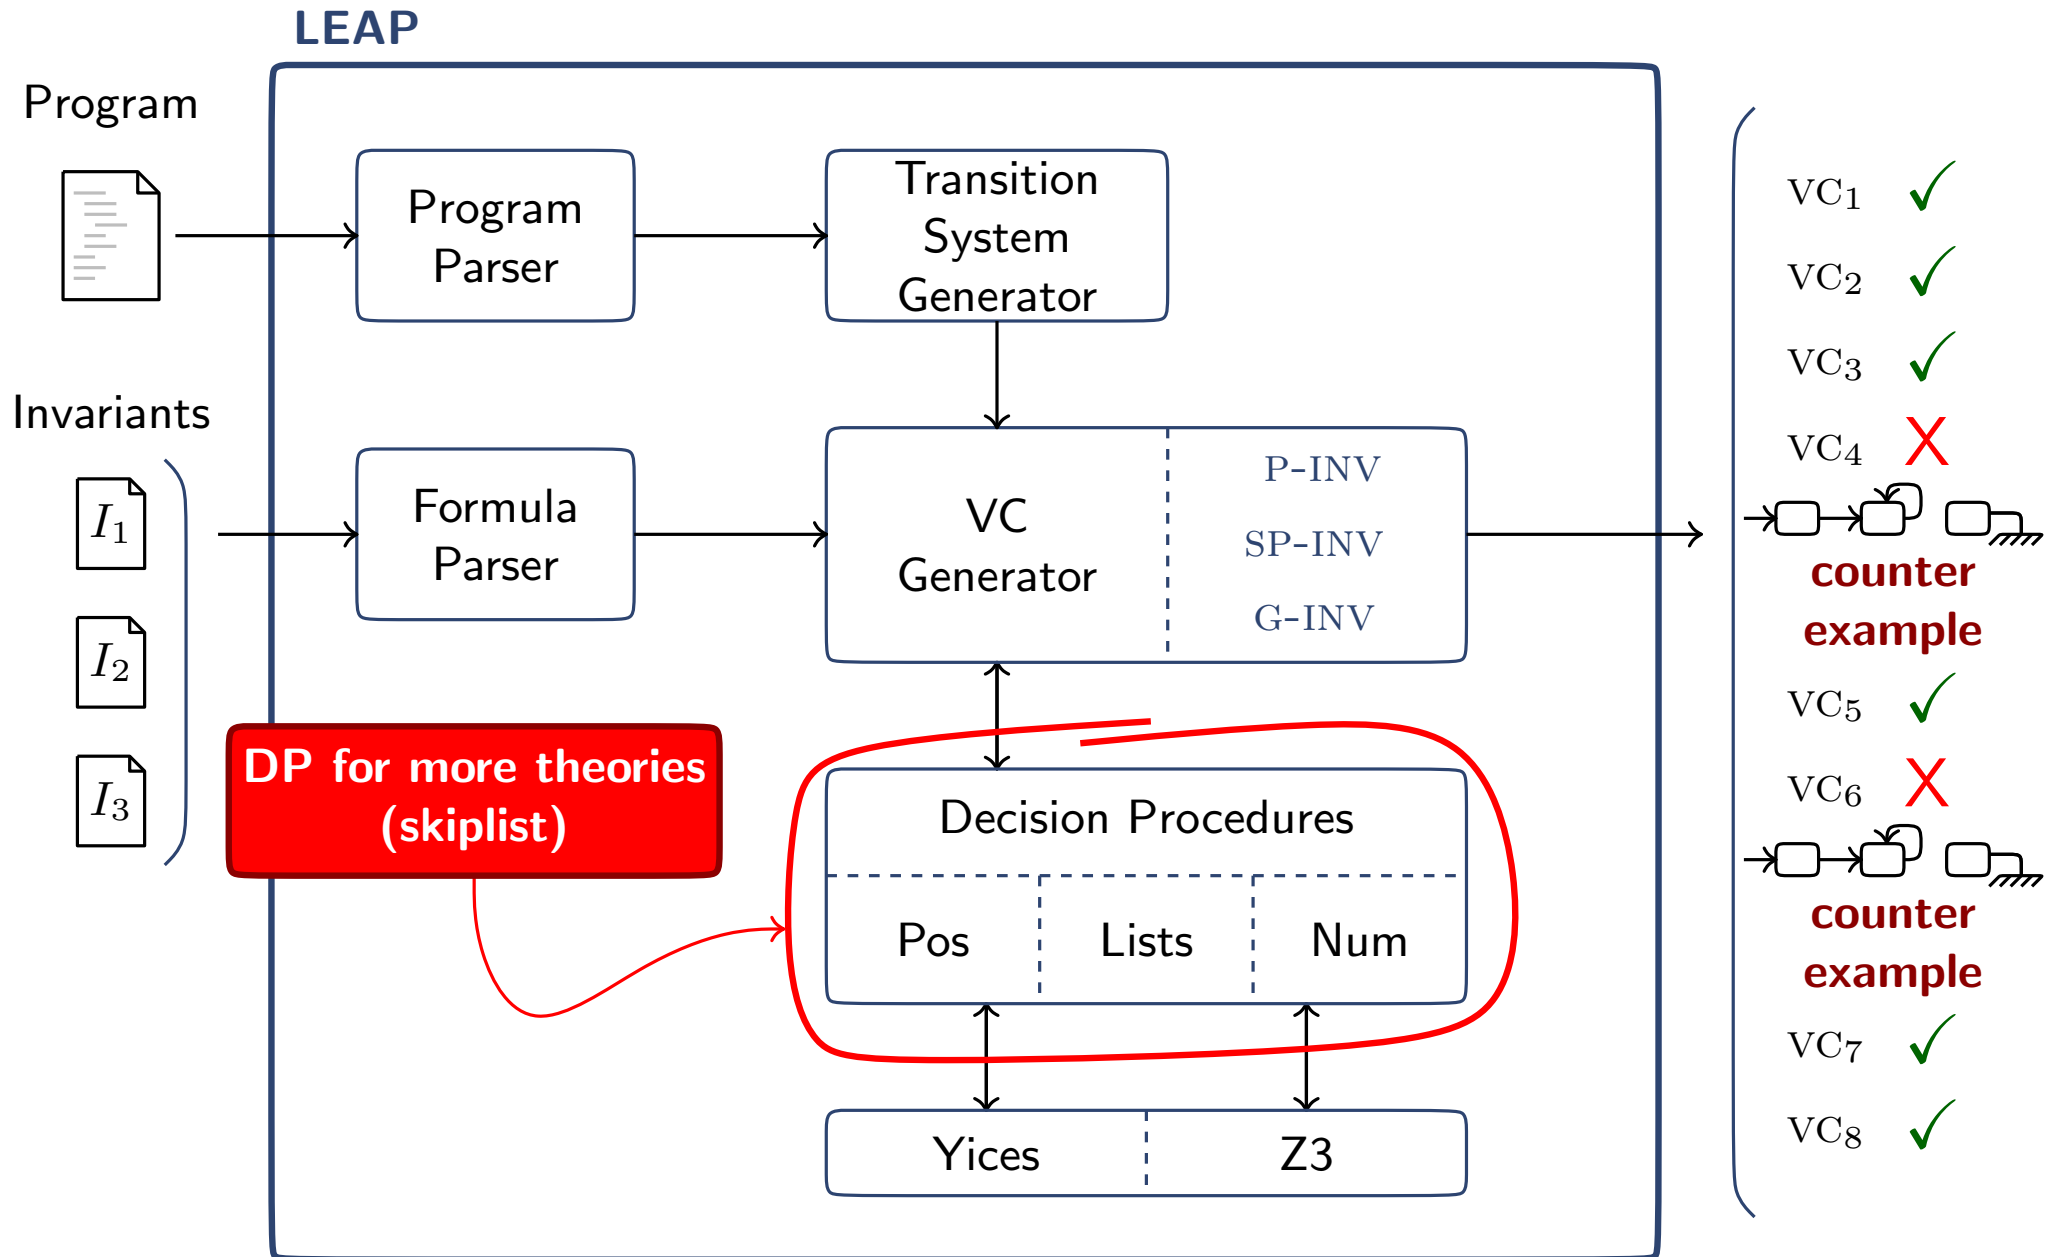 LEAP
Program
Program
Parser
Transition
System
Generator
Invariants
I1
I2
I3
Formula
Parser
VC
Generator
P-INV
SP-INV
G-INV
DP for more theories
(skiplist)
Decision Procedures
Pos
Lists
Num
Yices
Z3
VC1 ✓
VC2 ✓
VC3 ✓
VC4 X
counter
example
VC5 ✓
VC6 X
counter
example
VC7 ✓
VC8 ✓